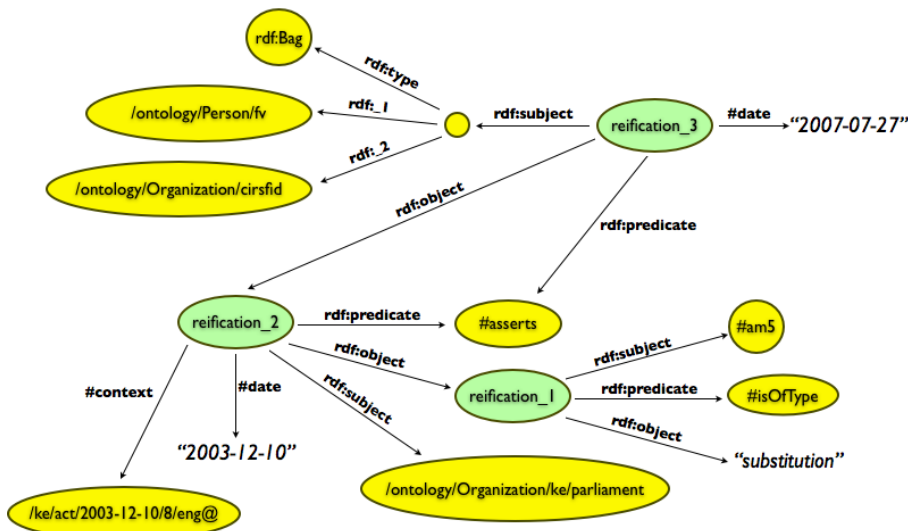 rdf:Bag
rdf:type
/ontology/Person/fv
rdf:_1
rdf:subject
reification_3
#date
"2007-07-27"
rdf:_2
/ontology/Organization/cirsfid
rdf:object
rdf:predicate
reification_2
rdf:predicate
#asserts
#am5
rdf:object
rdf:subject
#context
#date
rdf:subject
reification_1
rdf:predicate
#isOfType
rdf:object
"2003-12-10"
"substitution"
/ontology/Organization/ke/parliament
/ke/act/2003-12-10/8/eng@